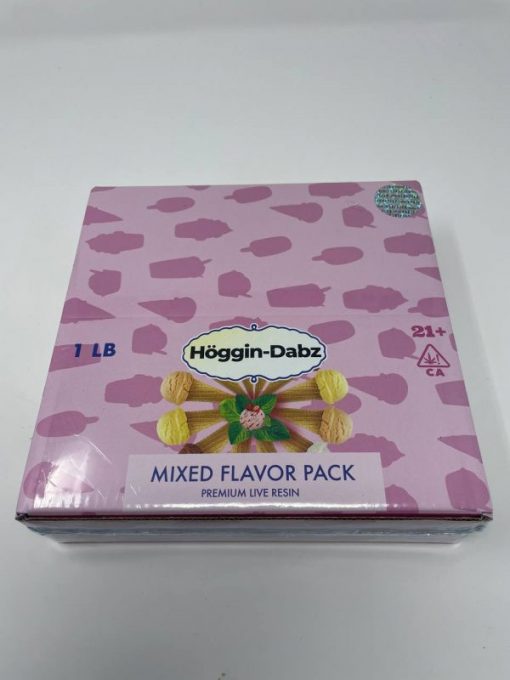 1 LB
Höggin-Dabz
21+
CA
MIXED FLAVOR PACK
PREMIUM LIVE RESIN